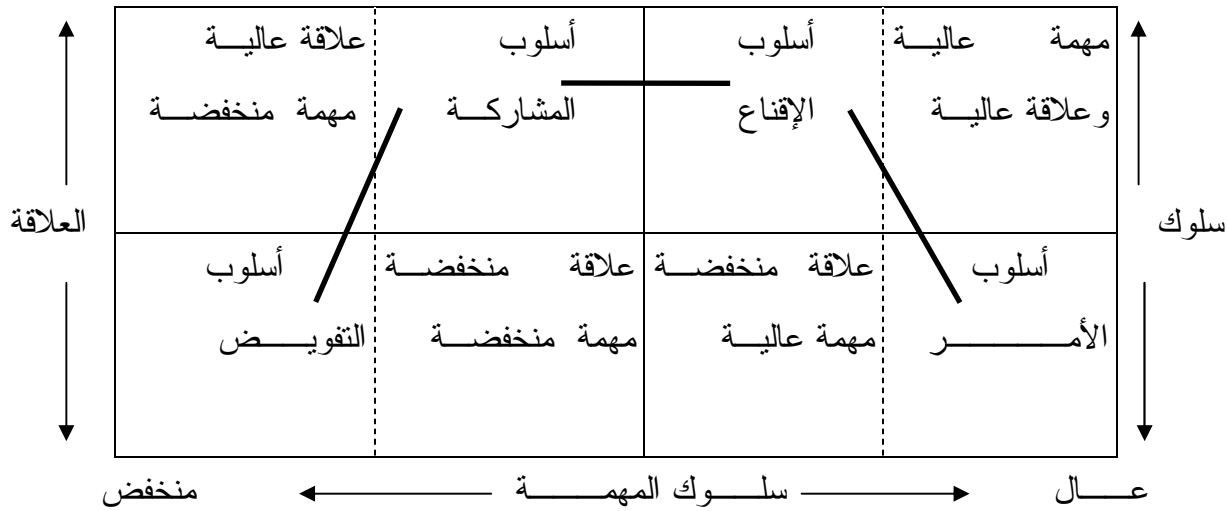 مهمة عالية
وعلاقة عالية
أسلوب
الإقناع
أسلوب
المشاركة
علاقة عالية
مهمة منخفضة
سلوك
العلاقة
أسلوب
الأمر
علاقة منخفضة
مهمة عالية
علاقة منخفضة
مهمة منخفضة
أسلوب
التفويض
عال
سلوك المهمة
منخفض